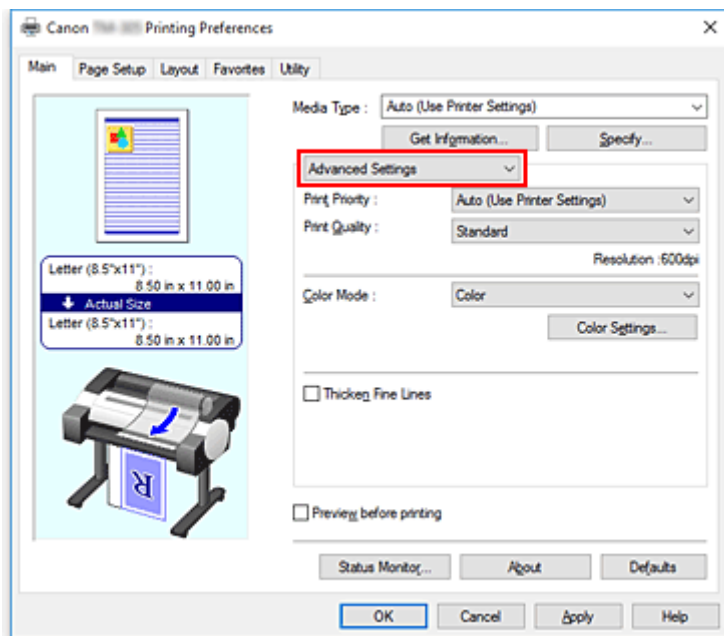 Canon Printing Preferences
Main Page Setup Layout Favorites Utility
Media Type : Auto (Use Printer Settings)
Get Information... Specify...
Advanced Settings
Print Priority : Auto (Use Printer Settings)
Print Quality : Standard
Resolution :600dpi
Letter (8.5"x11") :
8.50 in x 11.00 in
Actual Size
Letter (8.5"x11") :
8.50 in x 11.00 in
Color Mode : Color
Color Settings...
Thicken Fine Lines
R
Preview before printing
Status Monitor... About Defaults
OK Cancel Apply Help